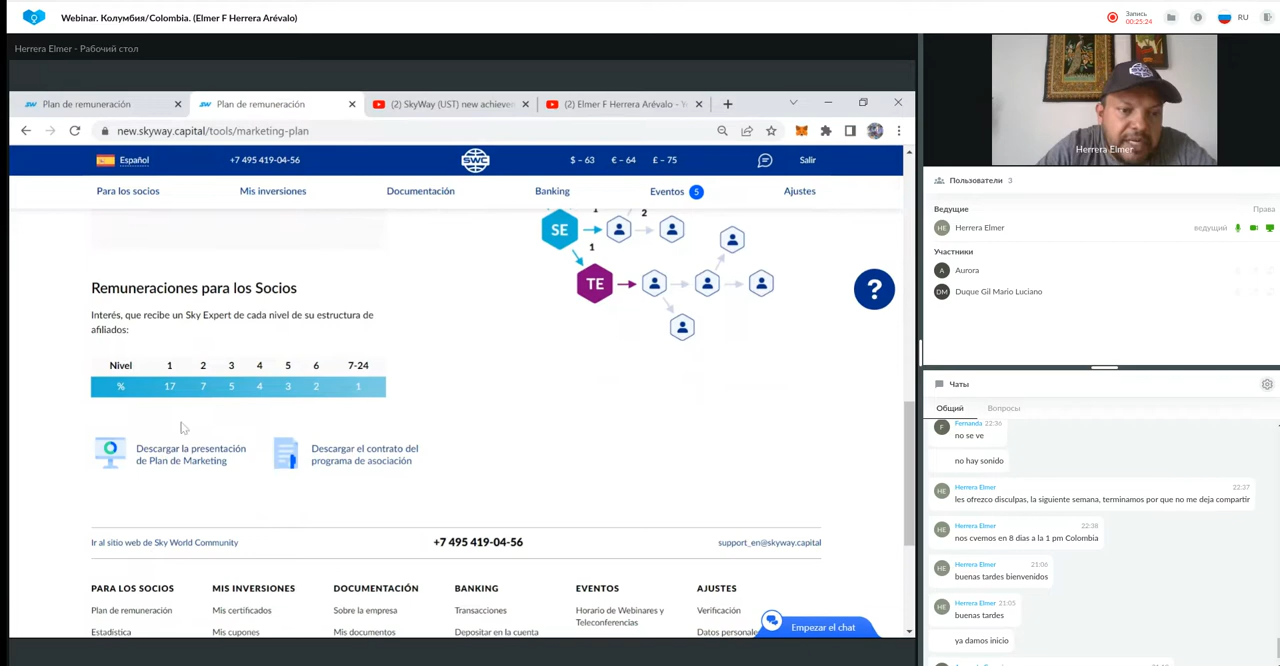 Webinar. Колумбия/Colombia. (Elmer F Herrera Arévalo)
Запись
00:25:24
RU
Herrera Elmer - Рабочий стол
Plan de remuneración
Plan de remuneración
(2) SkyWay (UST) new achieve
(2) Elmer F Herrera Arévalo - Y
new.skyway.capital/tools/marketing-plan
Español
+7 495 419-04-56
SWC
$ – 63 € – 64 £ – 75
Salir
Para los socios
Mis inversiones
Documentación
Banking
Eventos 5
Ajustes
1
2
SE
1
TE
?
Remuneraciones para los Socios
Interés, que recibe un Sky Expert de cada nivel de su estructura de
afiliados:
Nivel 1 2 3 4 5 6 7-24
% 17 7 5 4 3 2 1
Descargar la presentación
de Plan de Marketing
Descargar el contrato del
programa de asociación
Ir al sitio web de Sky World Community
+7 495 419-04-56
support_en@skyway.capital
PARA LOS SOCIOS
MIS INVERSIONES
DOCUMENTACIÓN
BANKING
EVENTOS
AJUSTES
Plan de remuneración
Mis certificados
Sobre la empresa
Transacciones
Horario de Webinares y
Teleconferencias
Verificación
Estadística
Mis cupones
Mis documentos
Depositar en la cuenta
Datos personale
Empezar el chat
Herrera Elmer
Пользователи 3
Ведущие
Права
HE
Herrera Elmer
ведущий
Участники
A
Aurora
DM
Duque Gil Mario Luciano
Чаты
Общий
Вопросы
F
Fernanda 22:36
no se ve
no hay sonido
HE
Herrera Elmer 22:37
les ofrezco disculpas, la siguiente semana, terminamos por que no me deja compartir
HE
Herrera Elmer 22:38
nos cvemos en 8 dias a la 1 pm Colombia
HE
Herrera Elmer 21:06
buenas tardes bienvenidos
HE
Herrera Elmer 21:05
buenas tardes
ya damos inicio